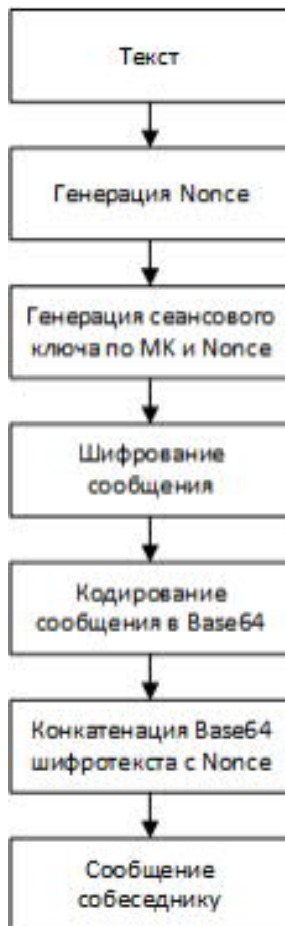 Текст
Генерация Nonce
Генерация сеансового
ключа по МК и Nonce
Шифрование
сообщения
Кодирование
сообщения в Base64
Конкатенация Base64
шифротекста с Nonce
Сообщение
собеседнику